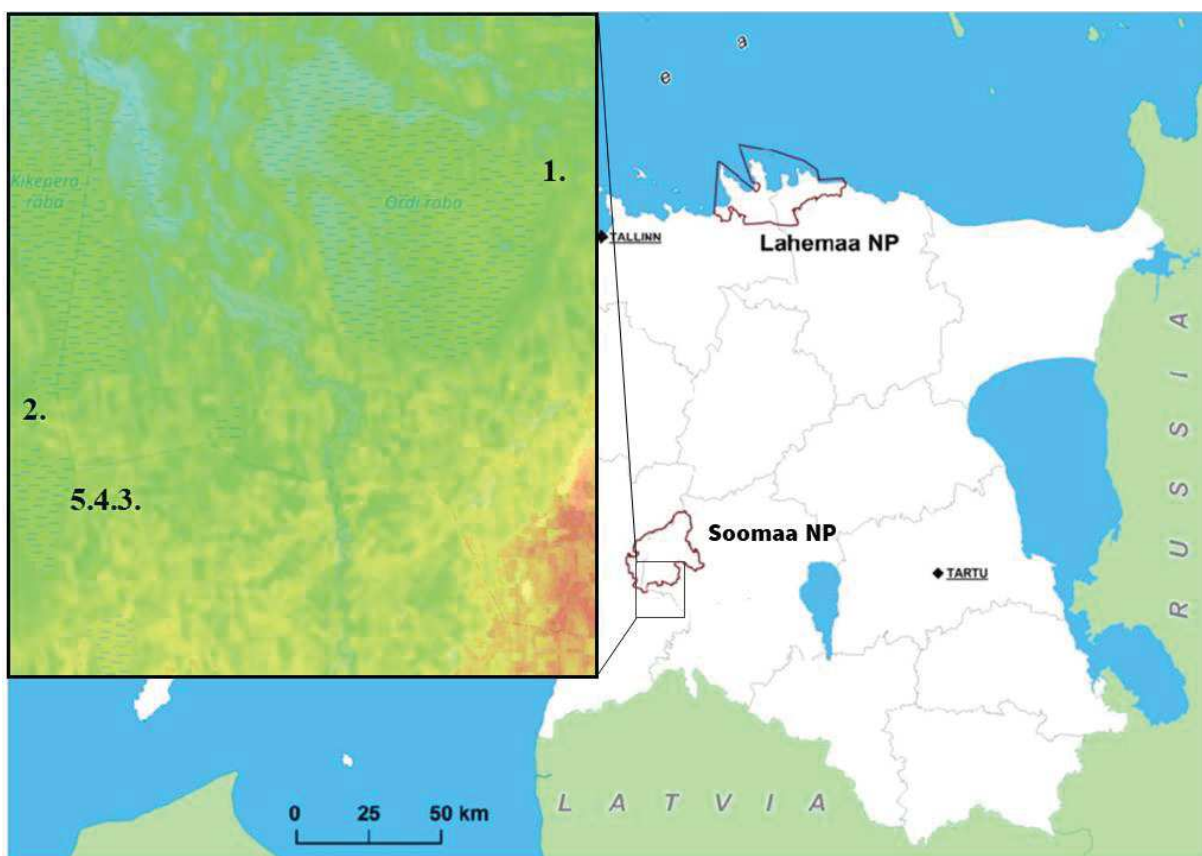 e a
1.
Kikepera
raba
Ördi raba
TALLINN
Lahemaa NP
2.
5.4.3.
Soomaa NP
TARTU
RUSSIA
0 25 50 km
LATVIA